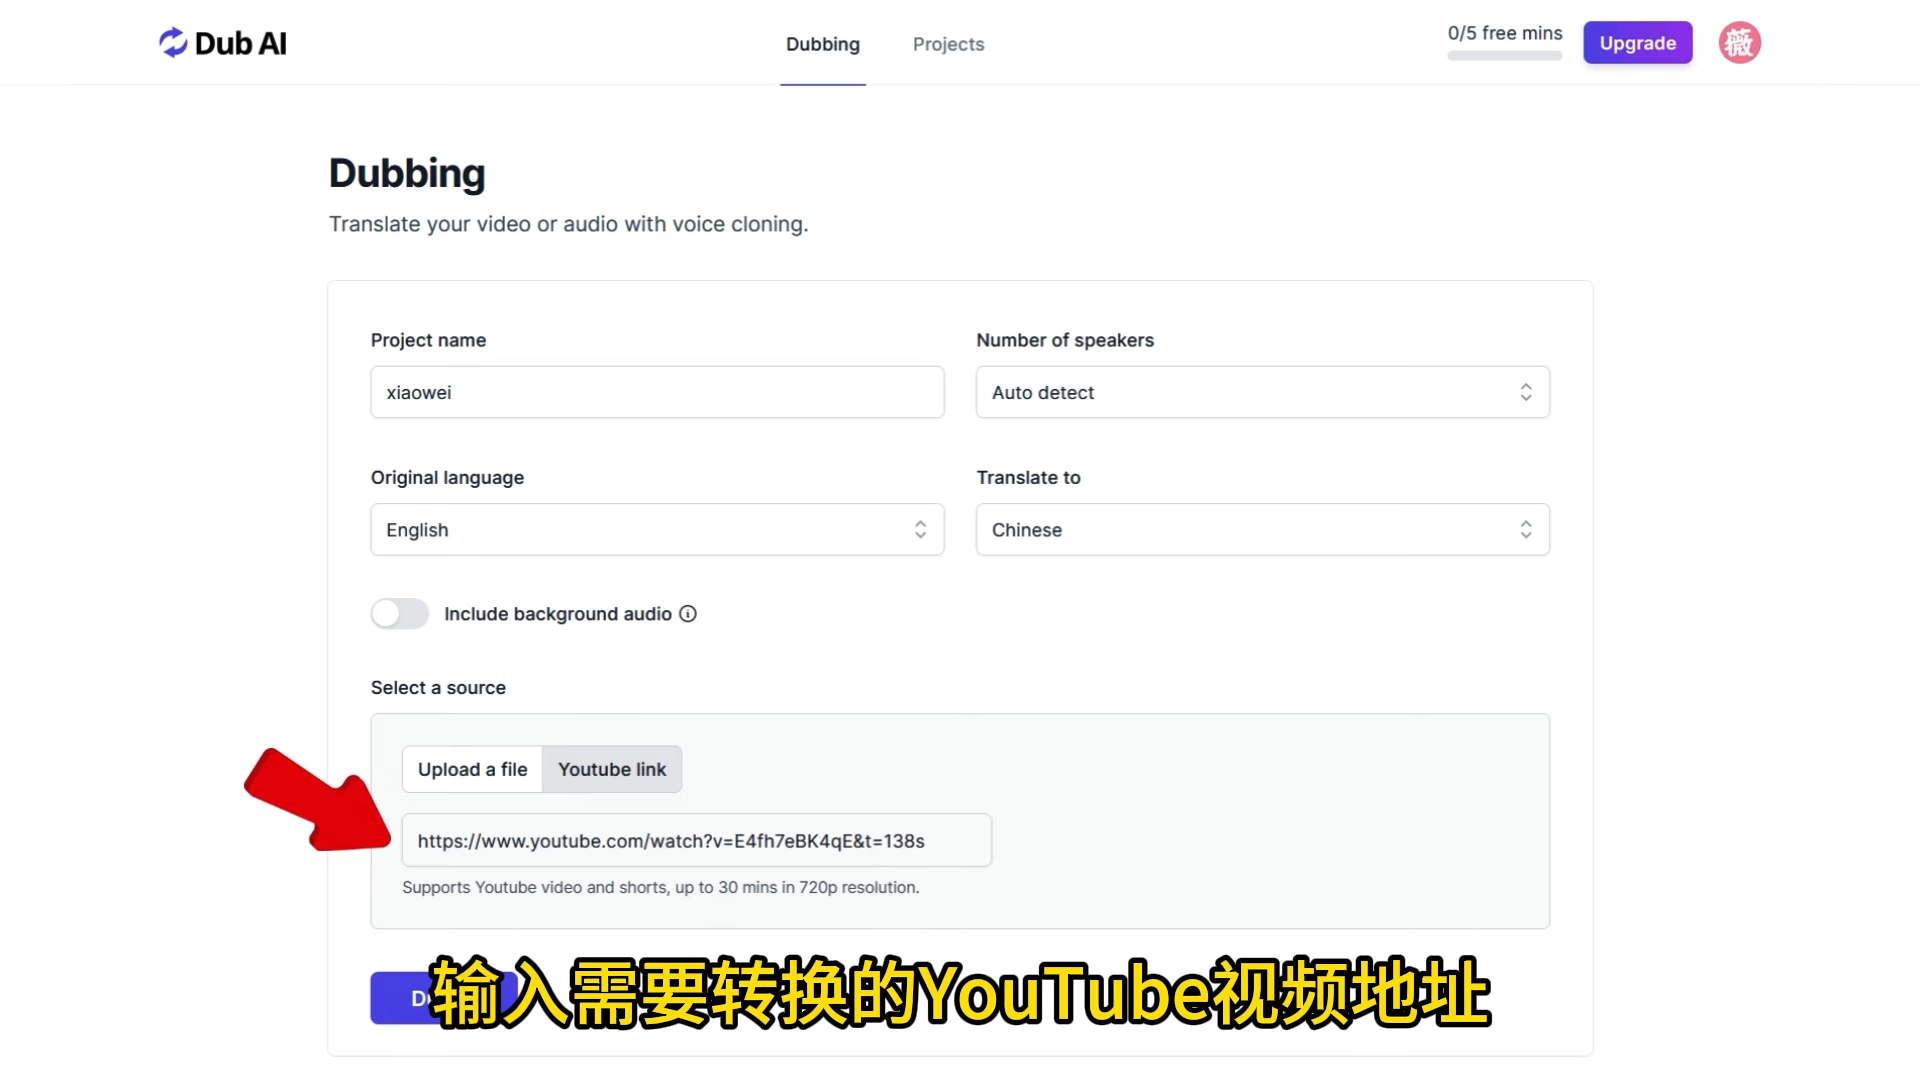 Dub AI
Dubbing
Projects
0/5 free mins
Upgrade
薇
Dubbing
Translate your video or audio with voice cloning.
Project name
Number of speakers
xiaowei
Auto detect
Original language
Translate to
English
Chinese
Include background audio
Select a source
Upload a file
Youtube link
https://www.youtube.com/watch?v=E4fh7eBK4qE&t=138s
Supports Youtube video and shorts, up to 30 mins in 720p resolution.
输入需要转换的YouTube视频地址